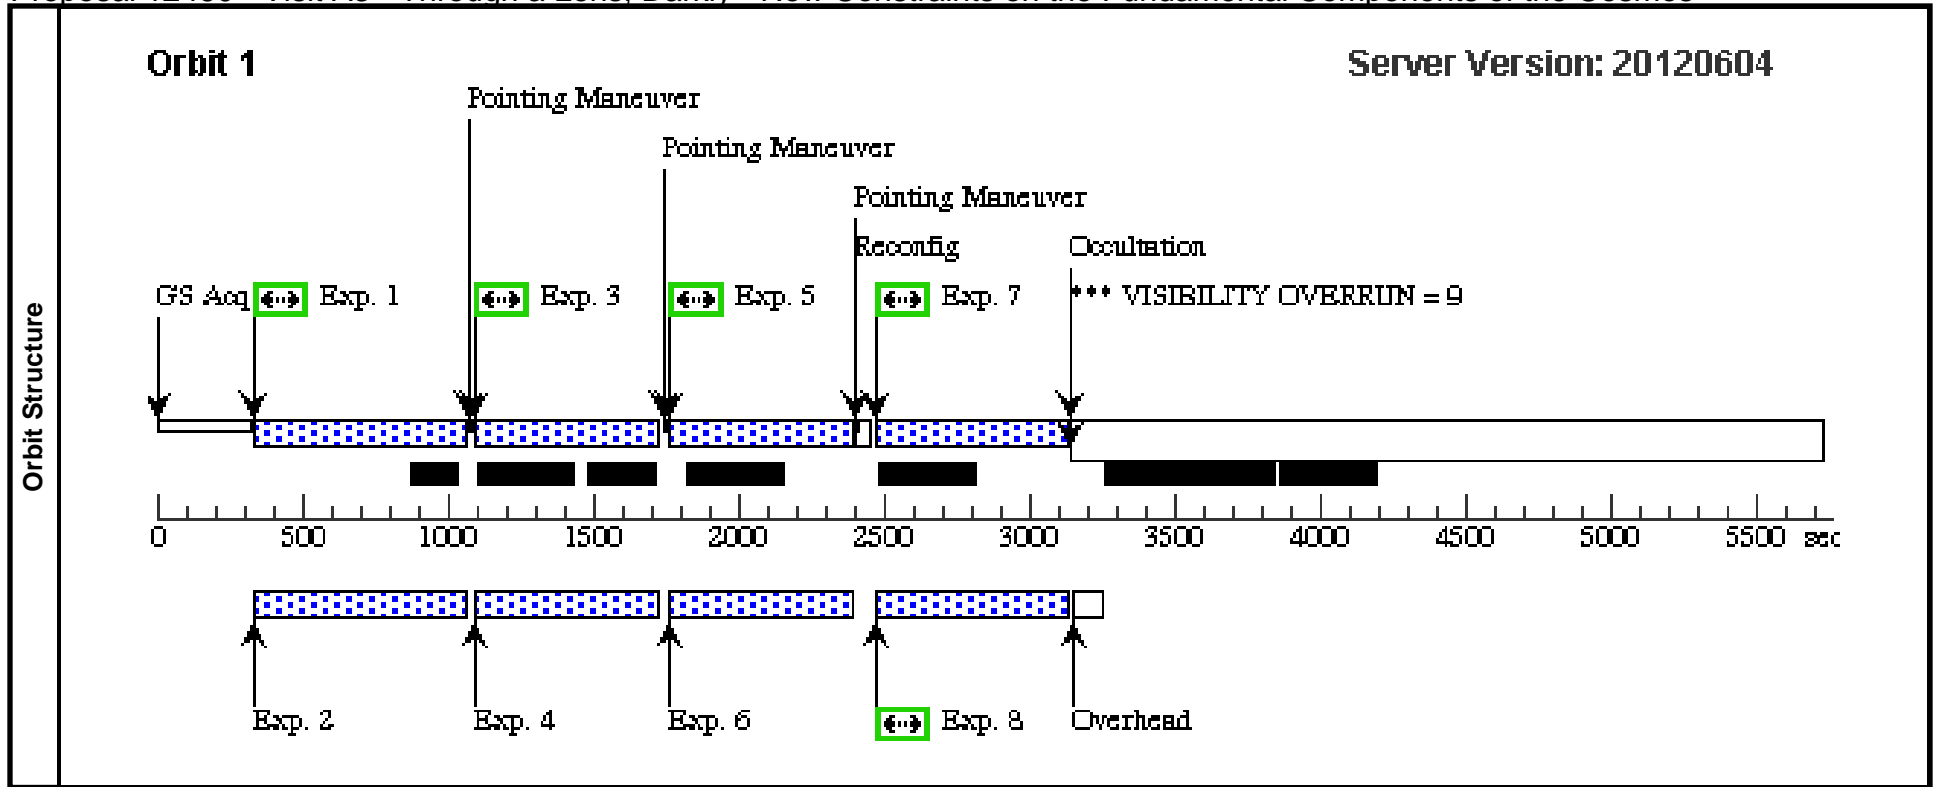 Orbit 1
Server Version: 20120604
Pointing Maneuver
Pointing Maneuver
Pointing Maneuver
Reconfig
Occultation
GS Acq
Exp. 1
Exp. 3
Exp. 5
Exp. 7
*** VISIBILITY OVERRUN = 9
Orbit Structure
0 500 1000 1500 2000 2500 3000 3500 4000 4500 5000 5500 sec
Exp. 2
Exp. 4
Exp. 6
Exp. 8
Overhead